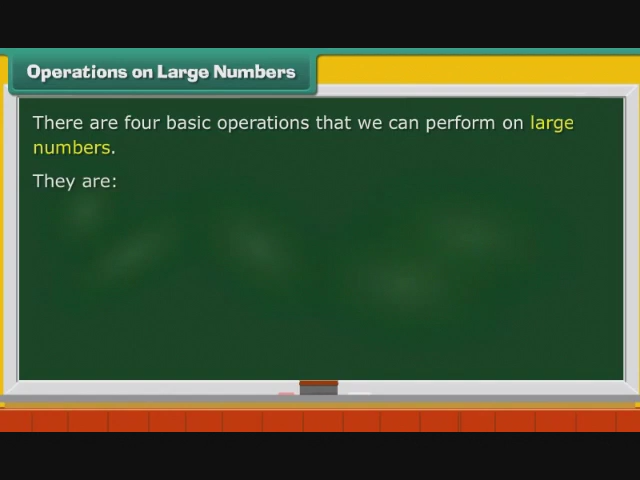 Operations on Large Numbers
There are four basic operations that we can perform on large
numbers.
They are: